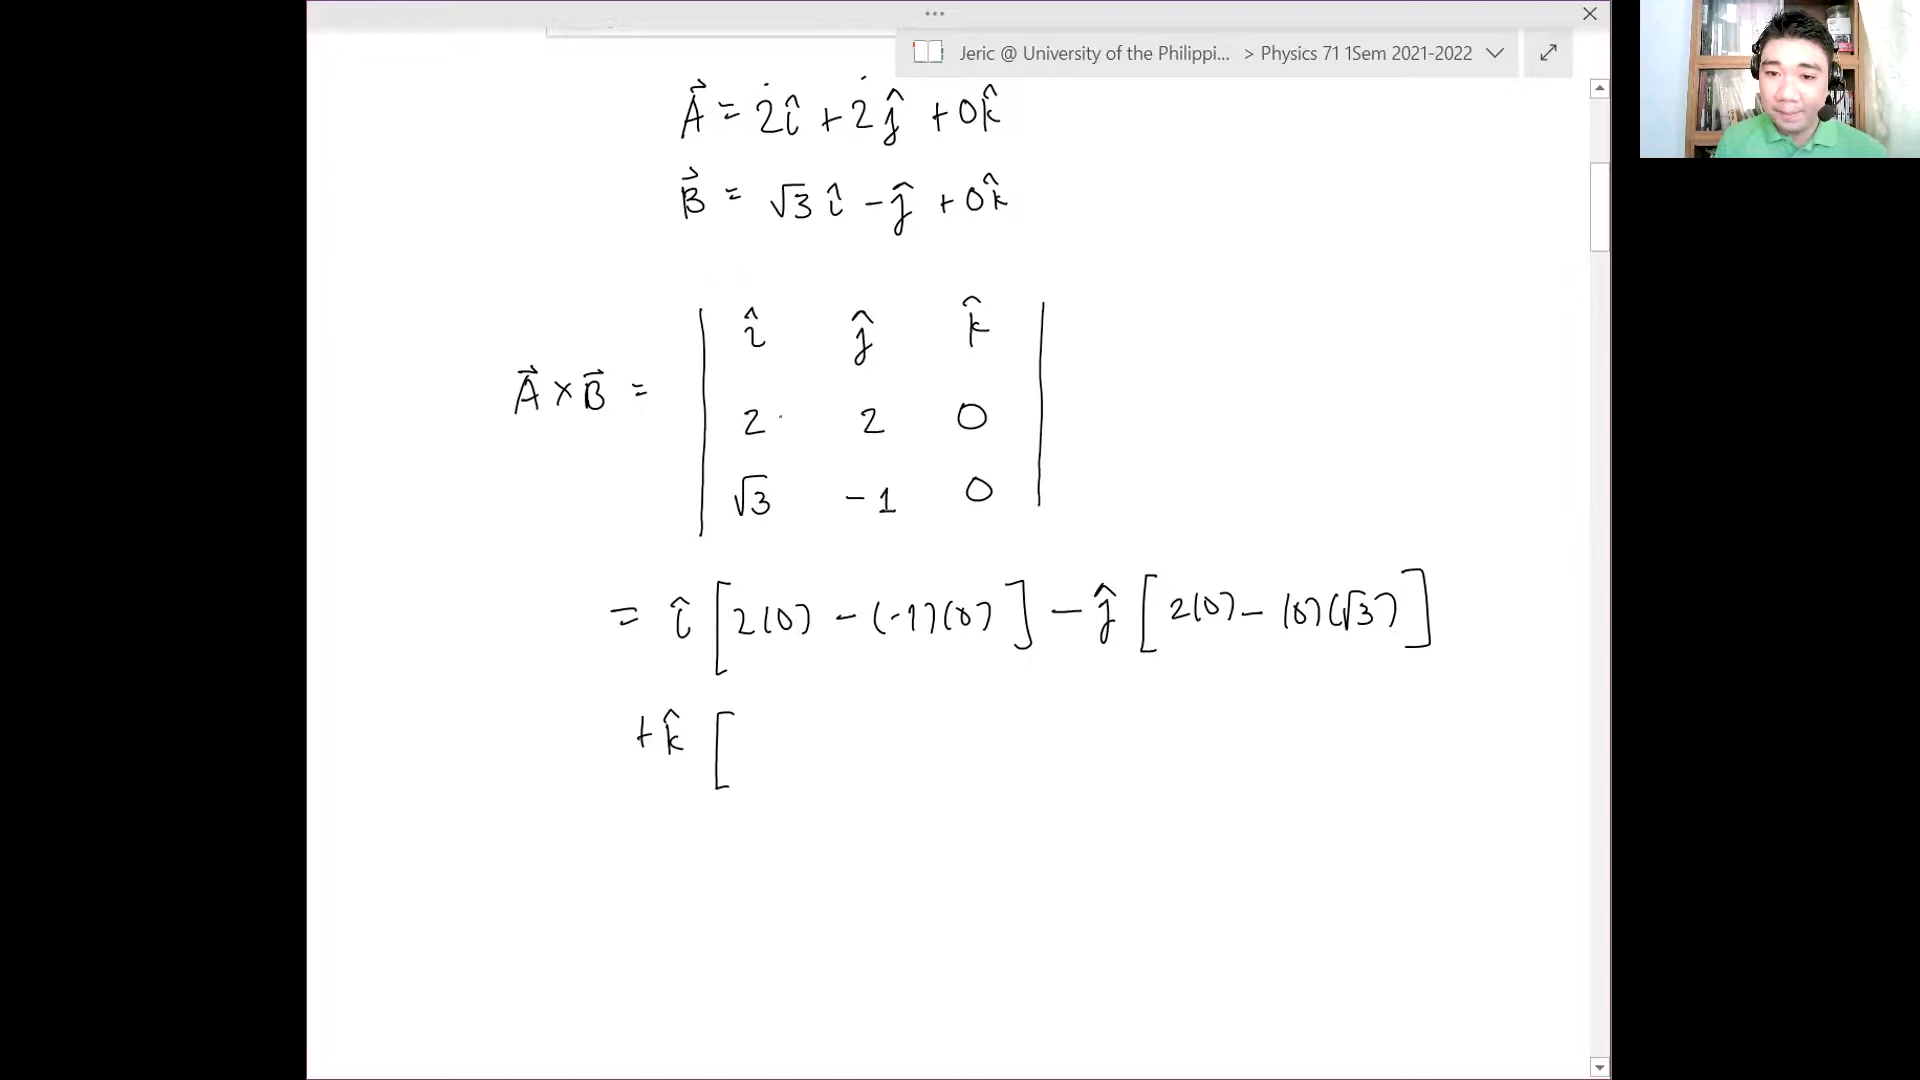 ...
Jeric @ University of the Philippi... > Physics 71 1Sem 2021-2022
A⃗ = 2î + 2ĵ + 0k̂
B⃗ = √3 î - ĵ + 0k̂
A⃗ × B⃗ = | î ĵ k̂ |
2 2 0
√3 -1 0
= î [2(0) - (-1)(0)] - ĵ [2(0) - (0)(√3)]
+ k̂ [